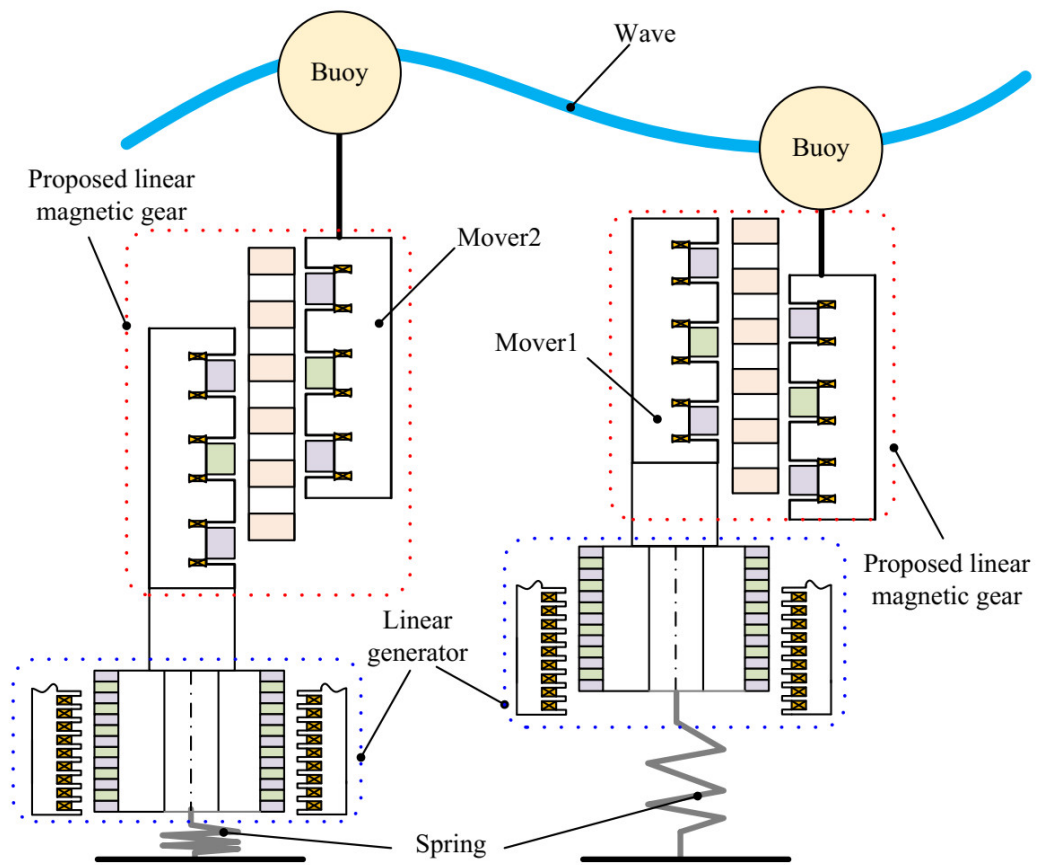 Wave
Buoy
Buoy
Proposed linear
magnetic gear
Mover2
Mover1
Proposed linear
magnetic gear
Linear
generator
Spring